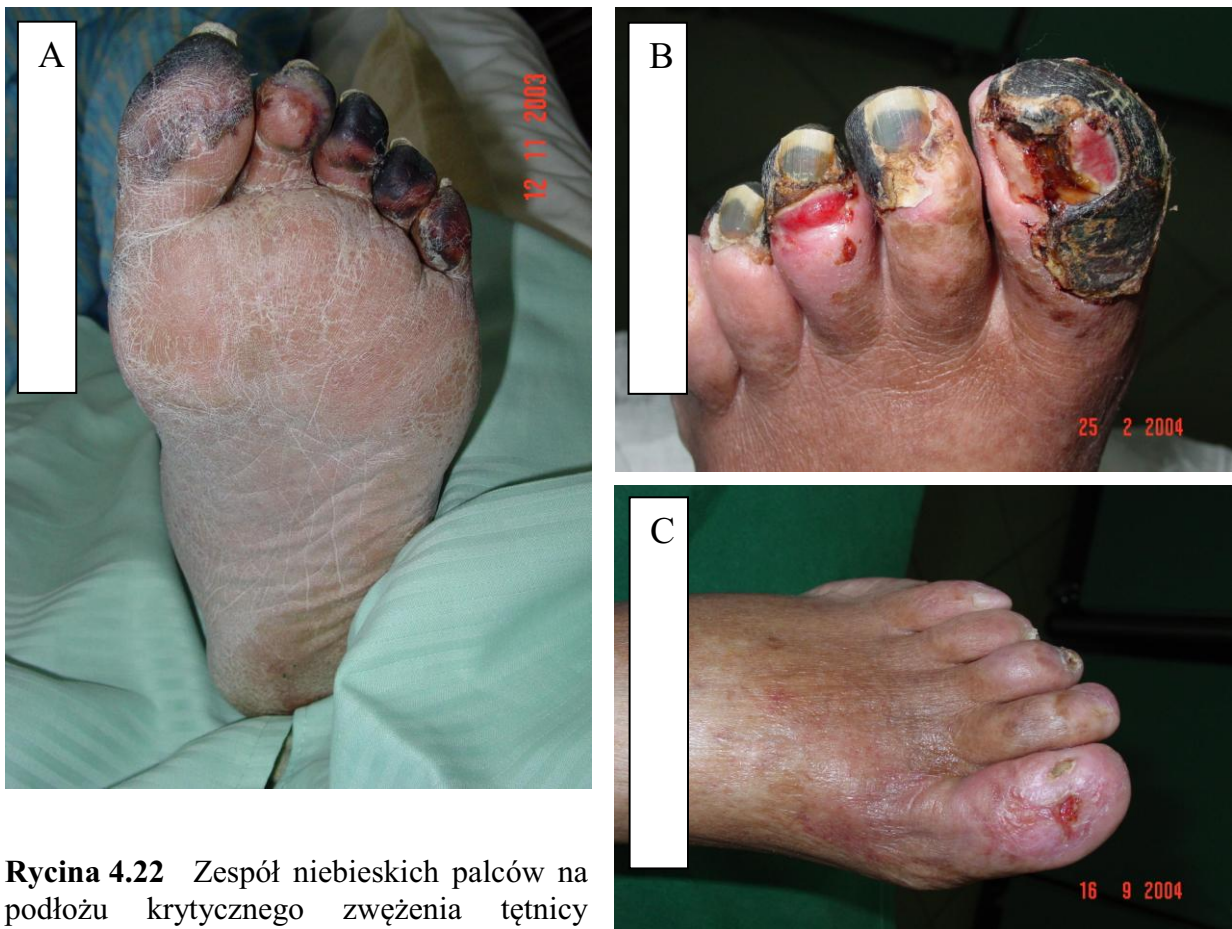 A
12 11 2003
B
25 2 2004
C
16 9 2004
Rycina 4.22 Zespół niebieskich palców na
podłożu krytycznego zwężenia tętnicy